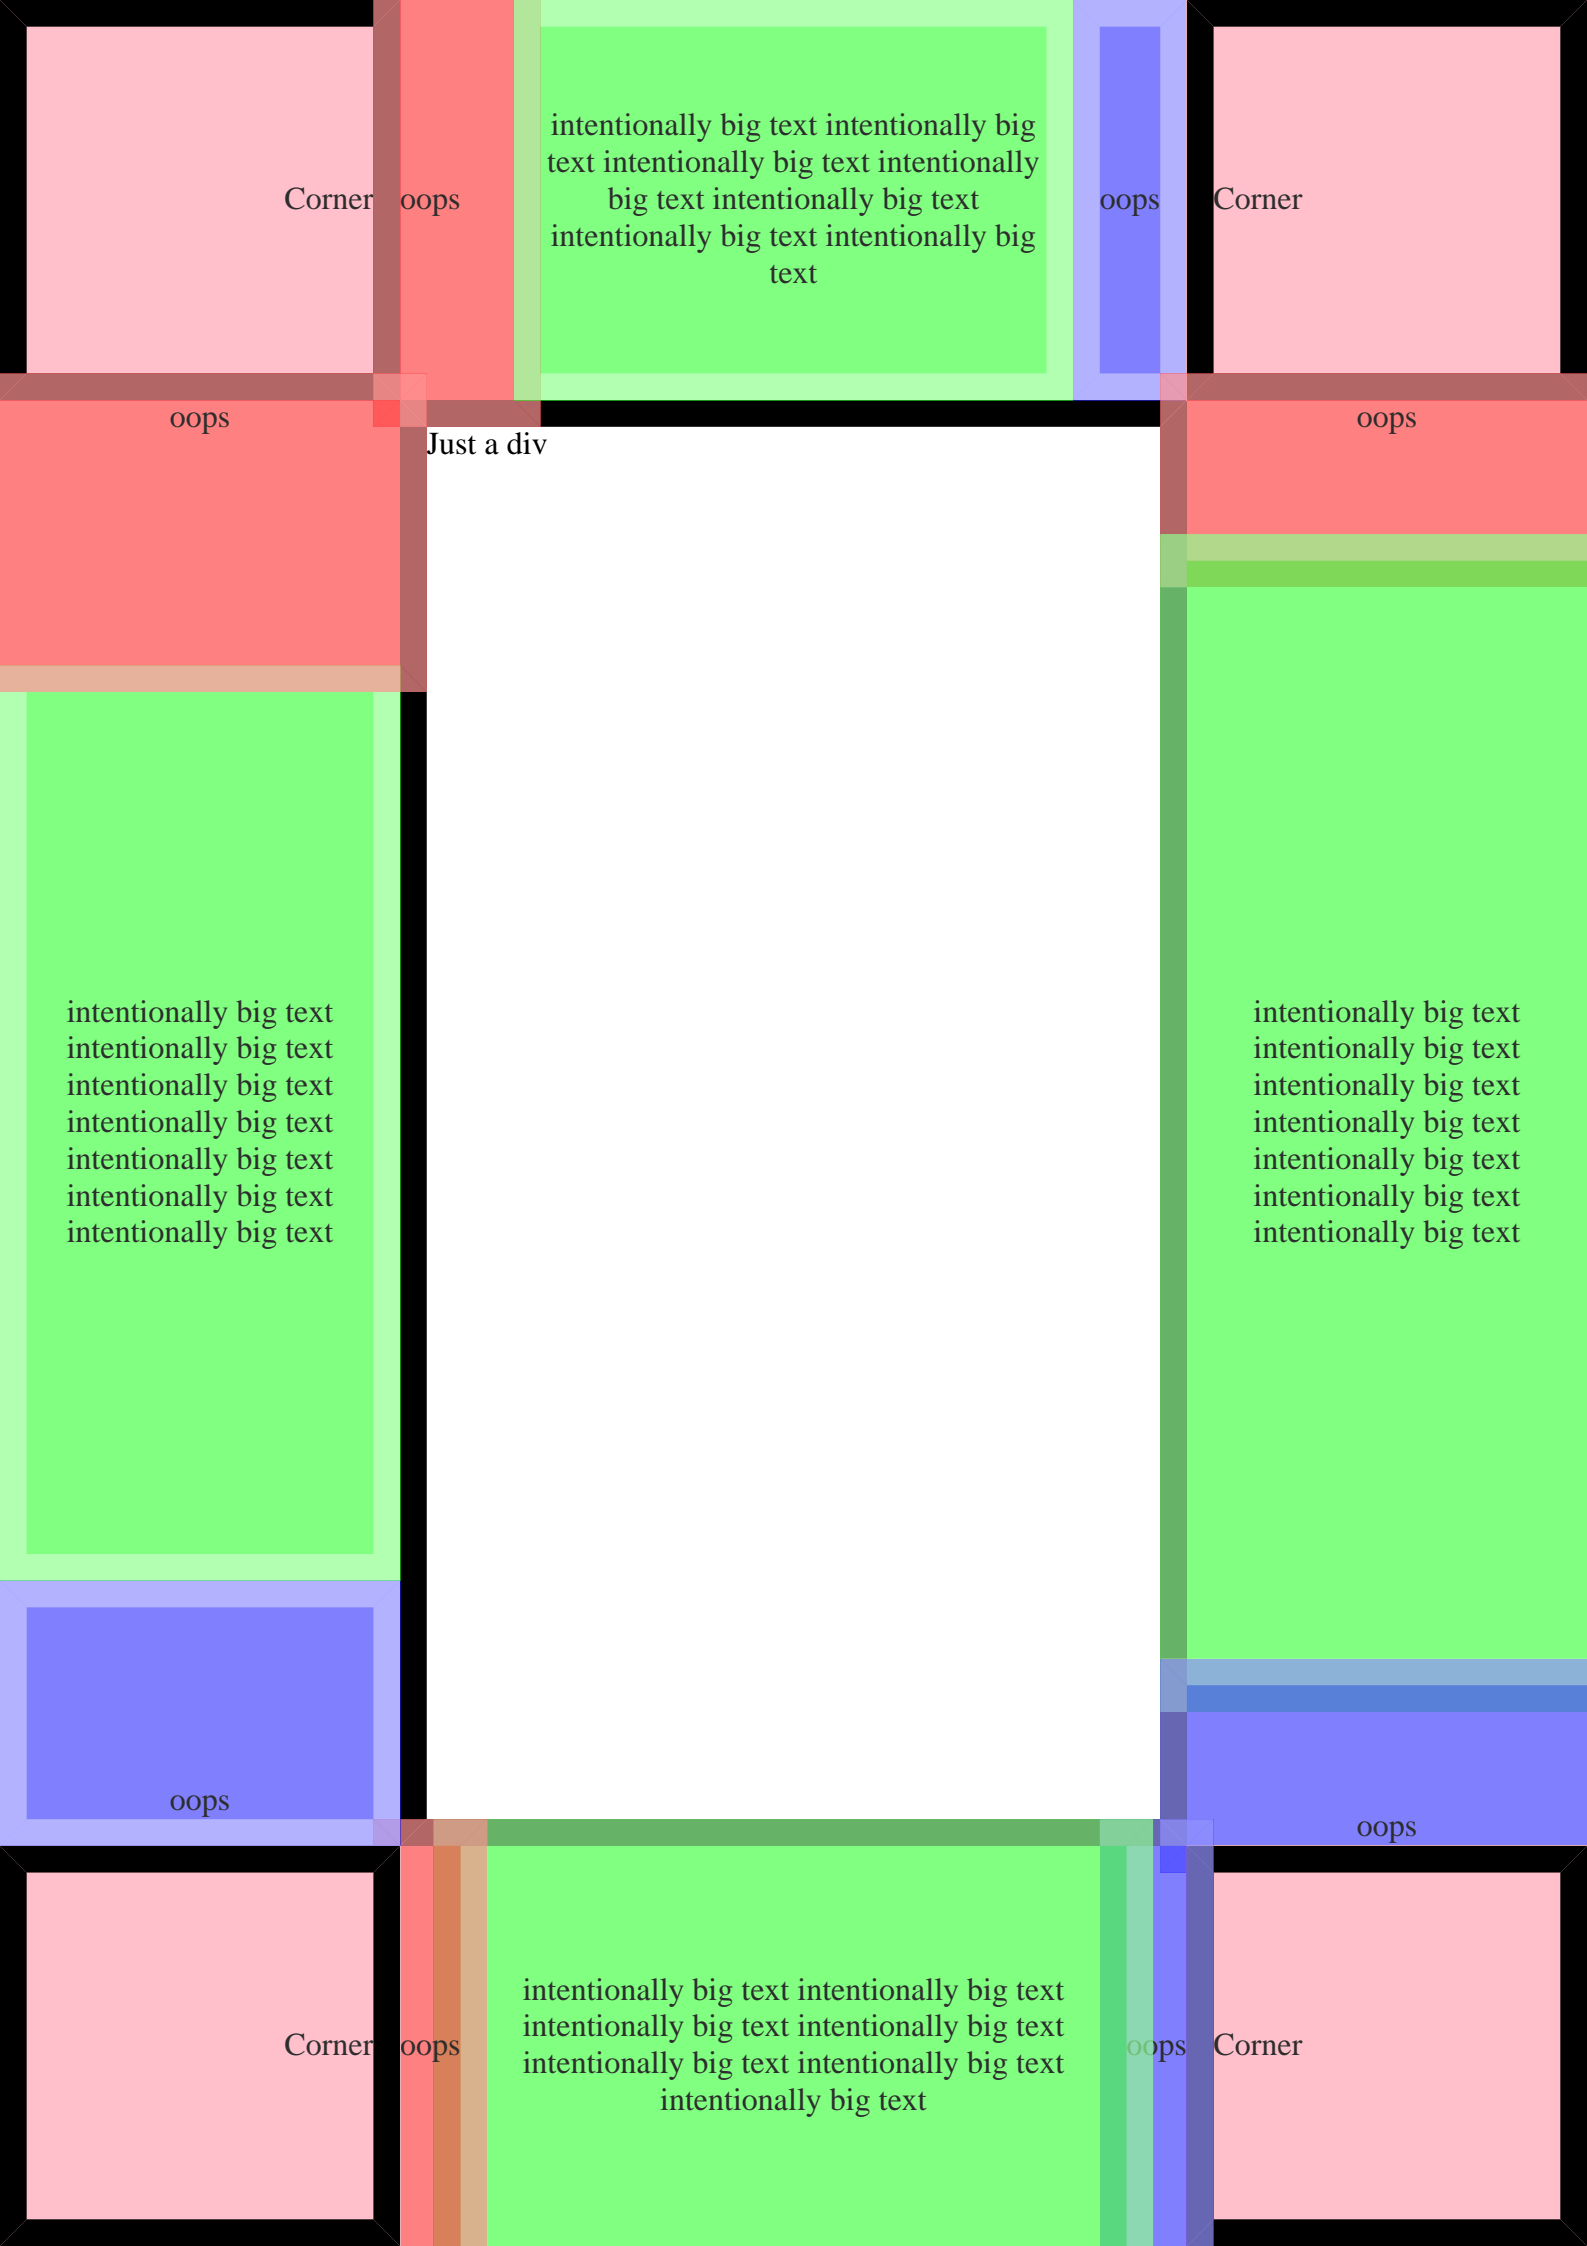 Corner
oops
intentionally big text intentionally big
text intentionally big text intentionally
big text intentionally big text
intentionally big text intentionally big
text
oops
Corner
oops
oops
Just a div
intentionally big text
intentionally big text
intentionally big text
intentionally big text
intentionally big text
intentionally big text
intentionally big text
intentionally big text
intentionally big text
intentionally big text
intentionally big text
intentionally big text
intentionally big text
intentionally big text
oops
oops
Corner
oops
intentionally big text intentionally big text
intentionally big text intentionally big text
intentionally big text intentionally big text
intentionally big text
oops
Corner